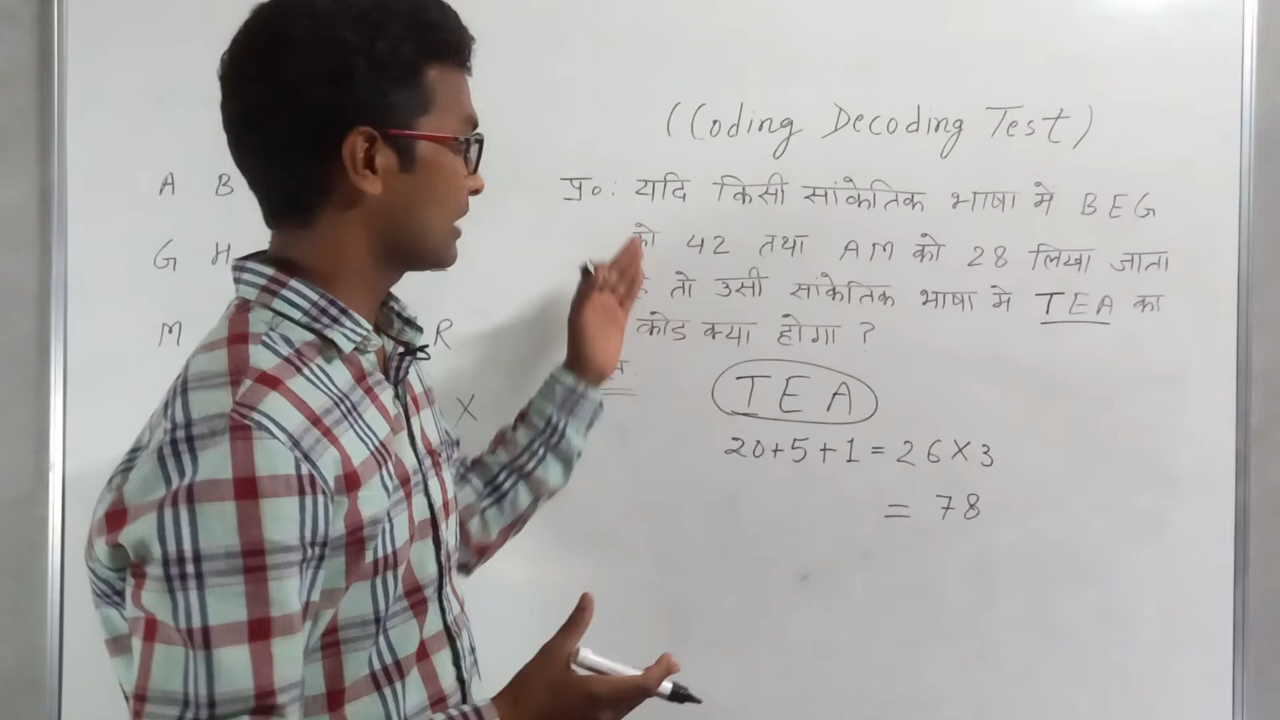 ((Coding Decoding Test)
A B
प्र०: यदि किसी सांकेतिक भाषा मे BEG
G H
को 42 तथा AM को 28 लिखा जाता
तो उसी सांकेतिक भाषा मे TEA का
M R
कोड क्या होगा ?
X
TEA
20+5+1=26×3
= 78